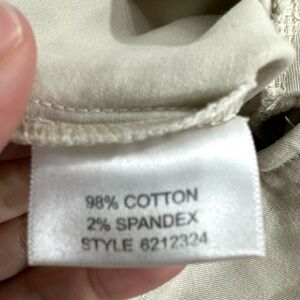 98% COTTON
2% SPANDEX
STYLE 6212324